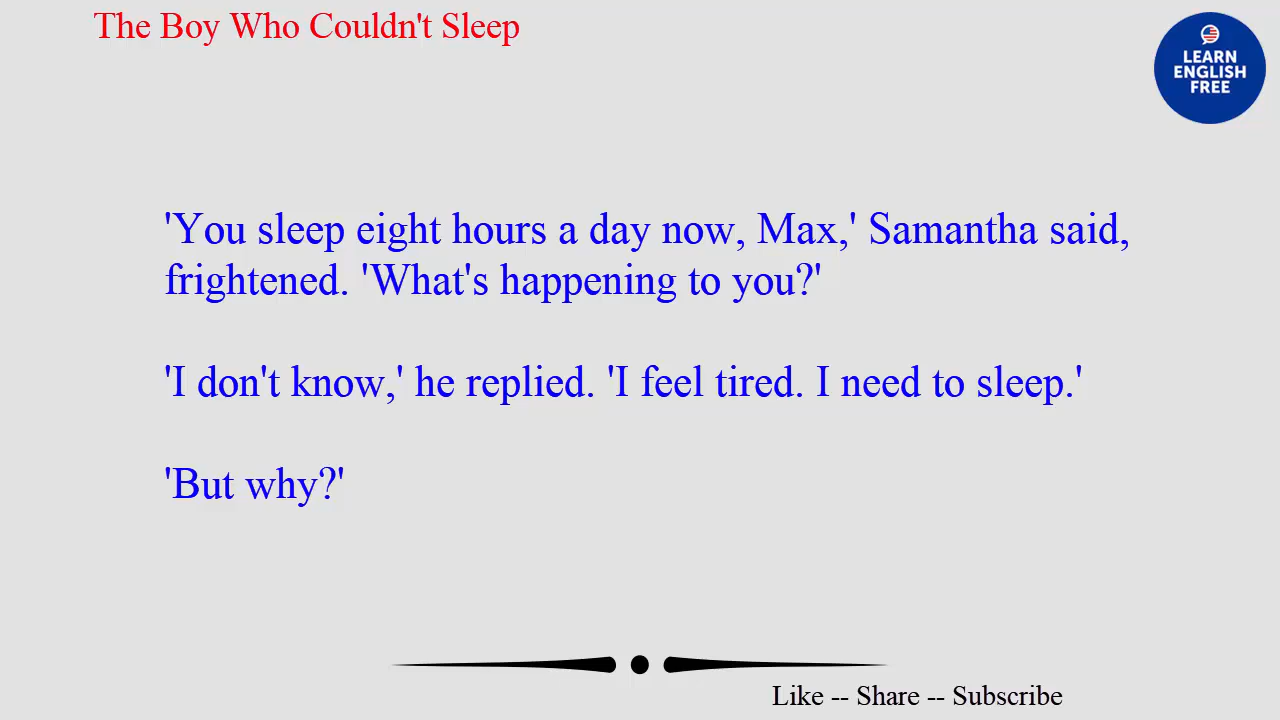 The Boy Who Couldn't Sleep
LEARN
ENGLISH
FREE
'You sleep eight hours a day now, Max,' Samantha said,
frightened. 'What's happening to you?'
'I don't know,' he replied. 'I feel tired. I need to sleep.'
'But why?'
Like -- Share -- Subscribe